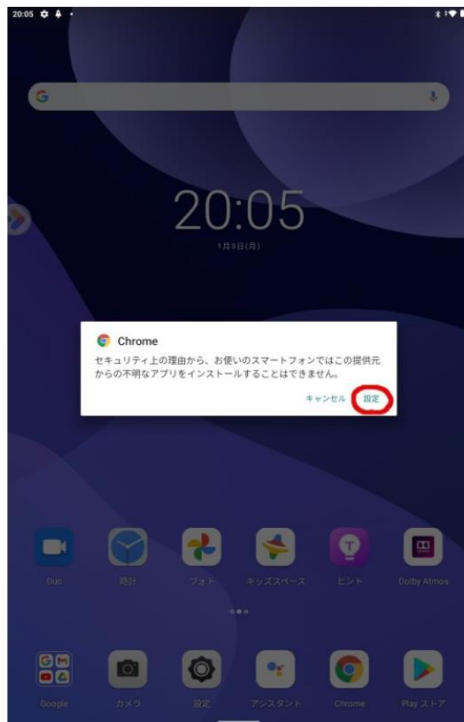 20:05
G
20:05
1月3日(月)
Chrome
セキュリティ上の理由から、お使いのスマートフォンではこの提供元
からの不明なアプリをインストールすることはできません。
キャンセル 設定
Duo 時計 フォト キッズスペース ヒント Dolby Atmos
Google カメラ 設定 アシスタント Chrome Play ストア